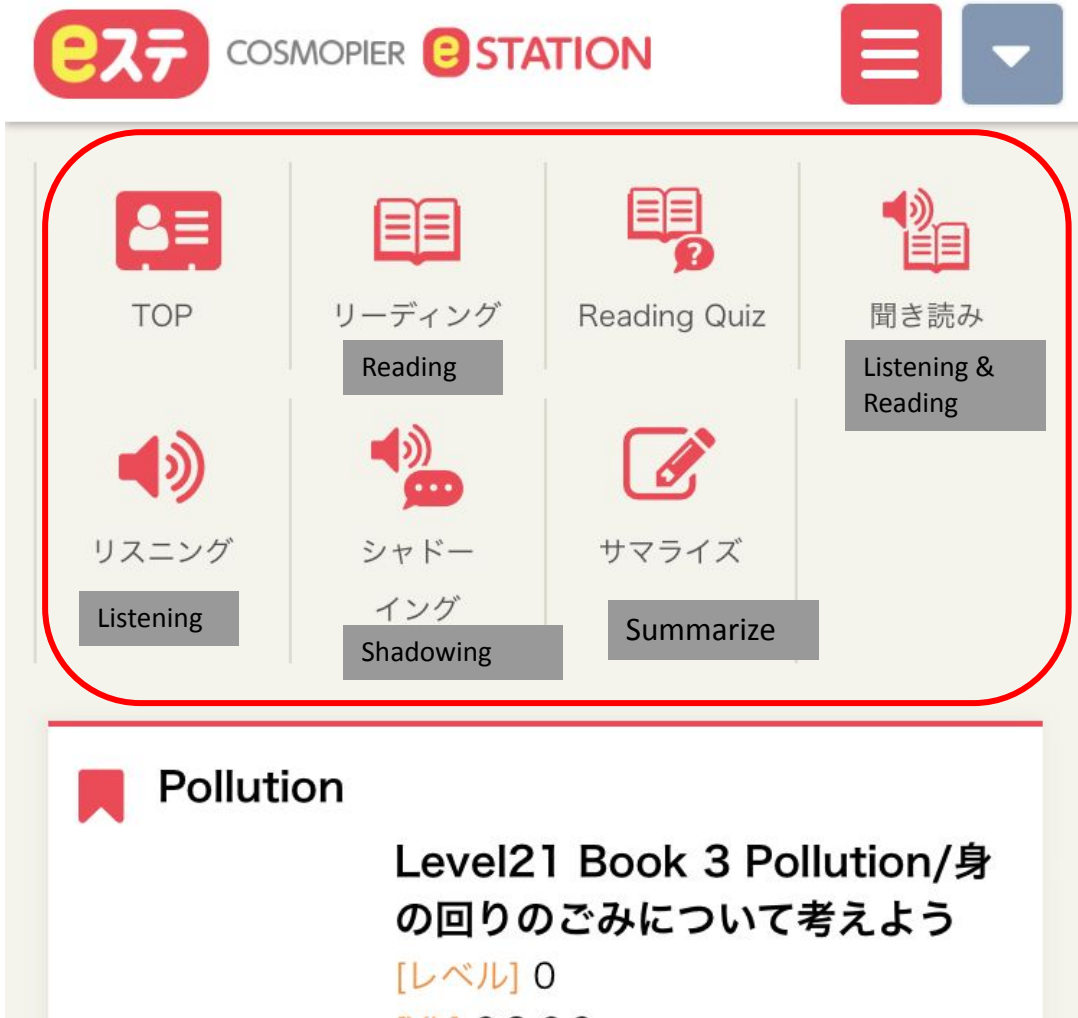 eステ COSMOPIER e STATION
TOP
リーディング
Reading
Reading Quiz
聞き読み
Listening &
Reading
リスニング
Listening
シャドー
イング
Shadowing
サマライズ
Summarize
Pollution
Level21 Book 3 Pollution/身
の回りのごみについて考えよう
[レベル] 0